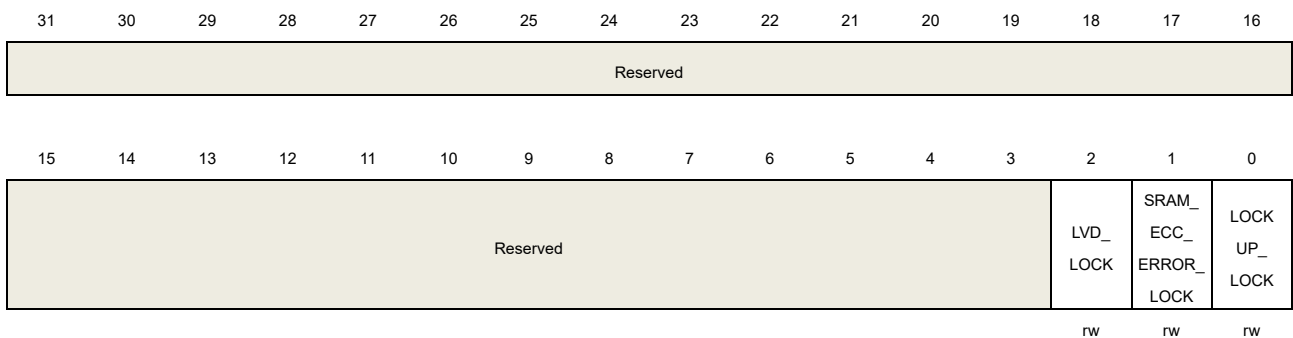 31 30 29 28 27 26 25 24 23 22 21 20 19 18 17 16
Reserved
15 14 13 12 11 10 9 8 7 6 5 4 3 2 1 0
Reserved
LVD_
LOCK
SRAM_
ECC_
ERROR_
LOCK
LOCK
UP_
LOCK
rw rw rw